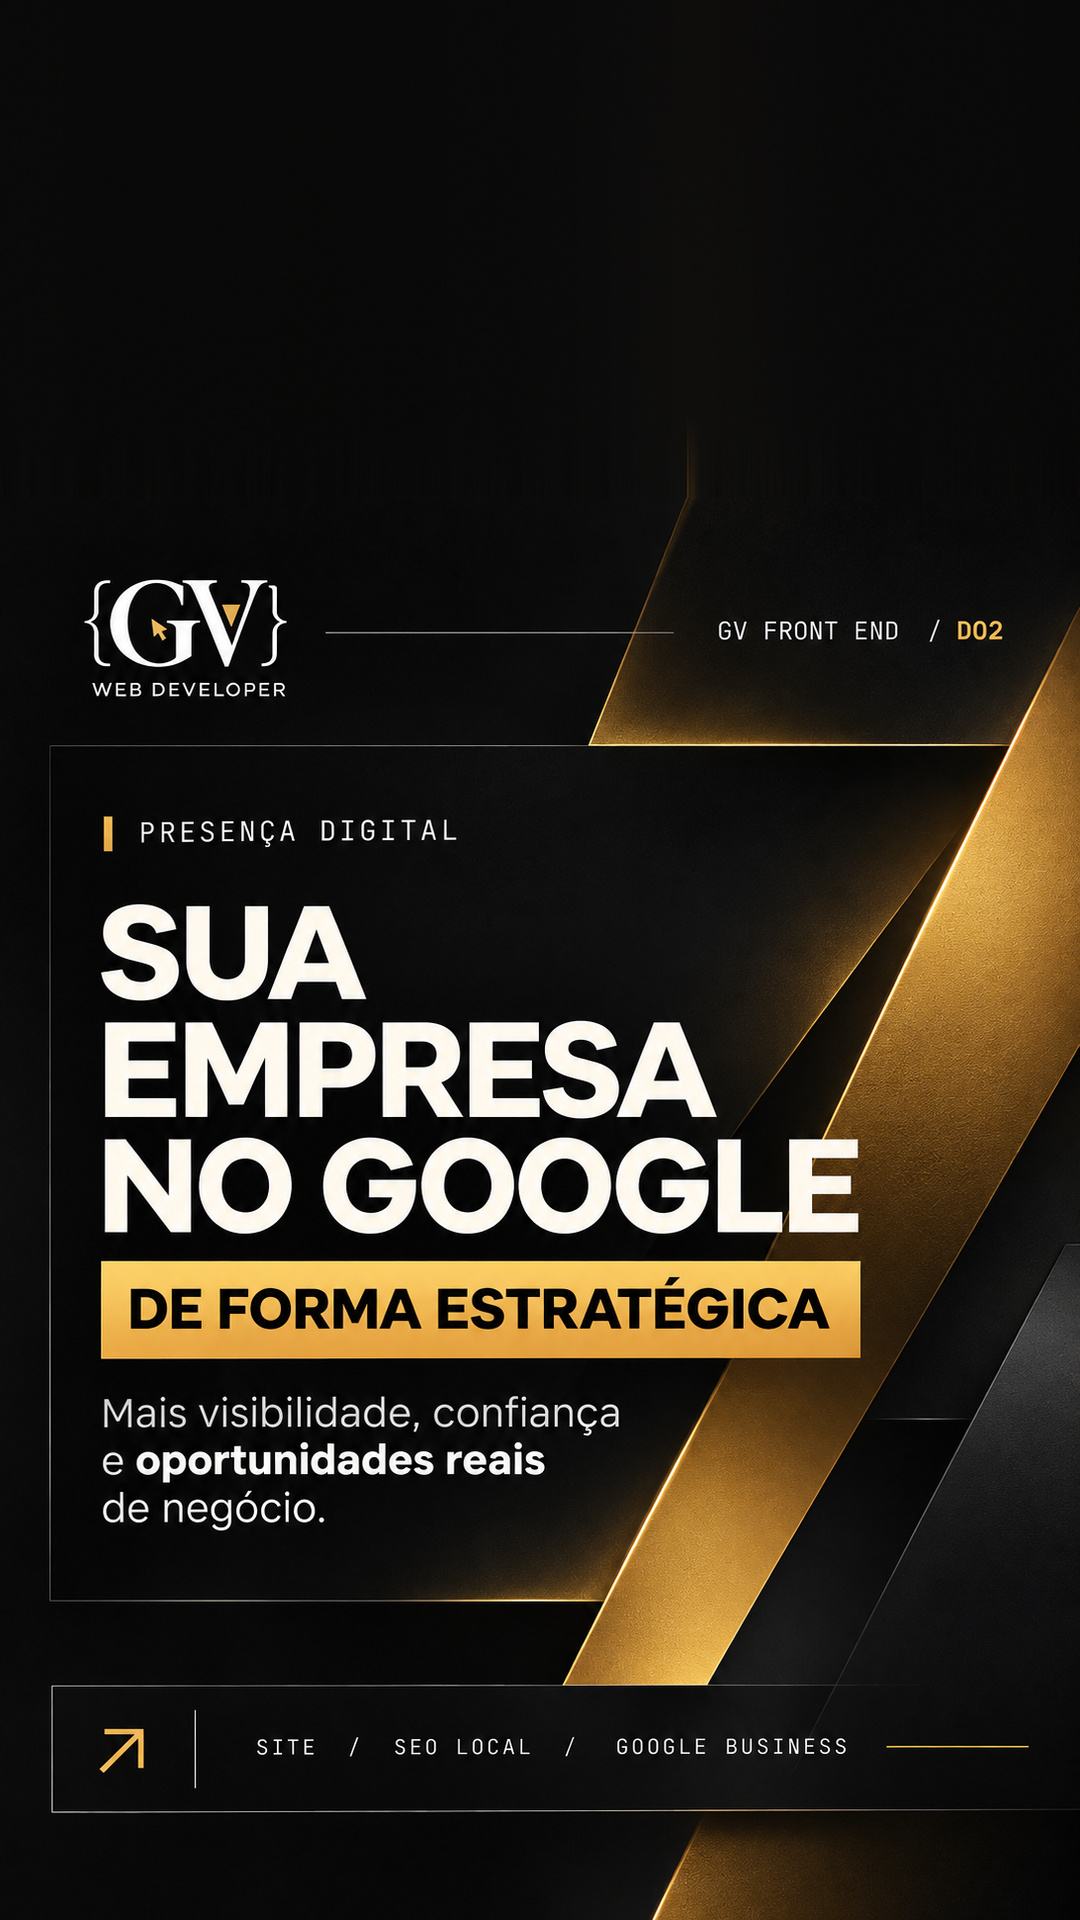 {GV}
WEB DEVELOPER
GV FRONT END / D02
PRESENÇA DIGITAL
SUA
EMPRESA
NO GOOGLE
DE FORMA ESTRATÉGICA
Mais visibilidade, confiança
e oportunidades reais
de negócio.
SITE / SEO LOCAL / GOOGLE BUSINESS